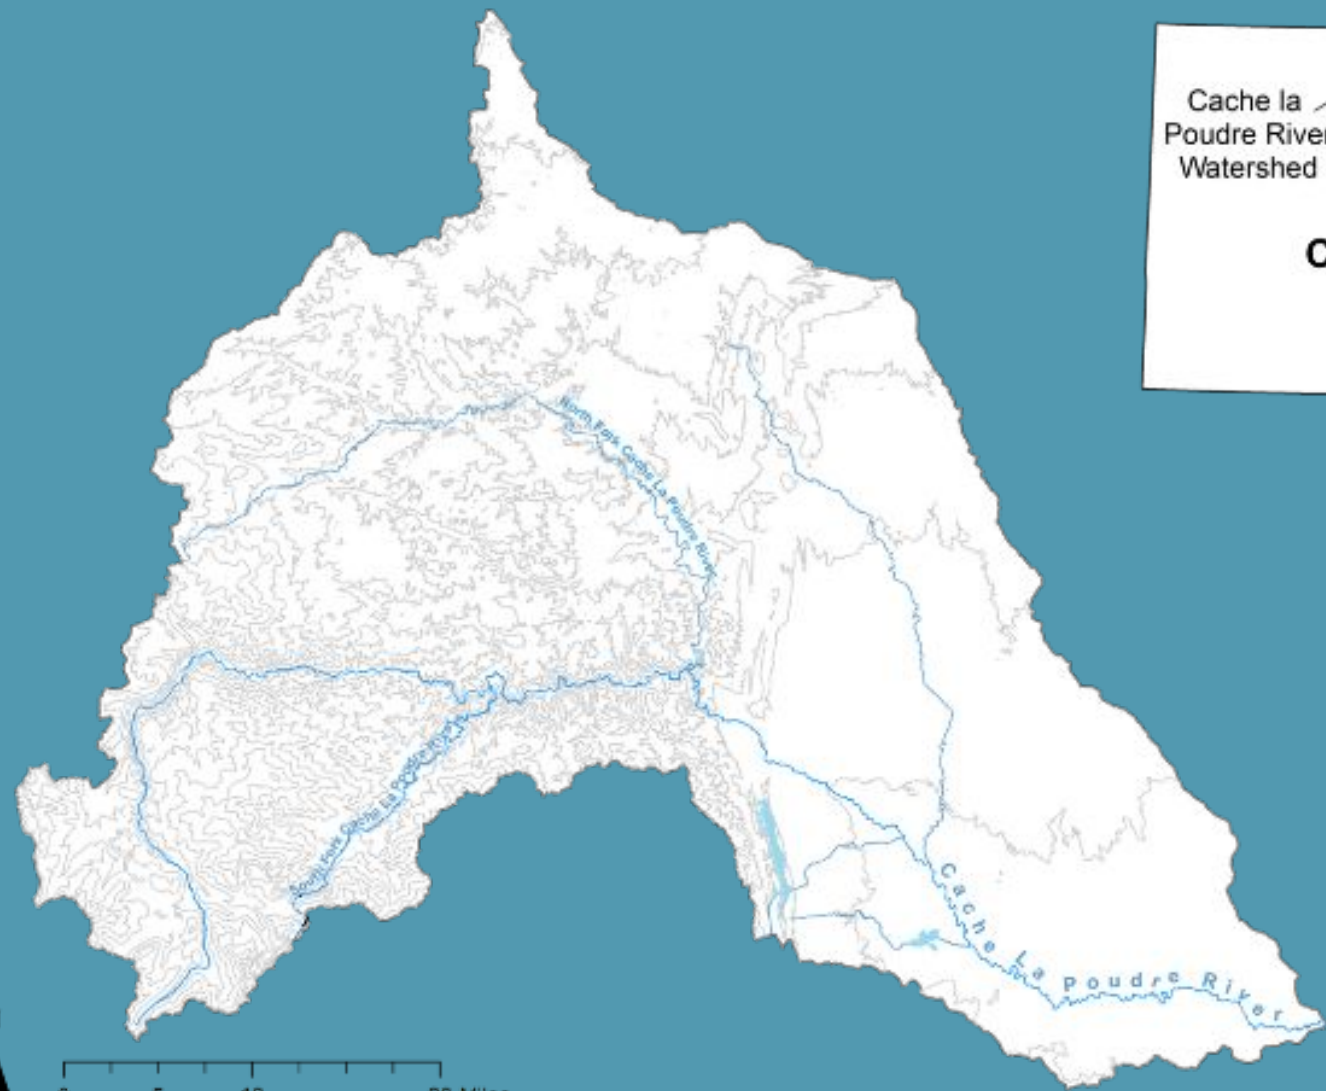 Cache la
Poudre River
Watershed
C
North Fork Cache La Poudre River
South Fork Cache La Poudre River
Cache La Poudre River